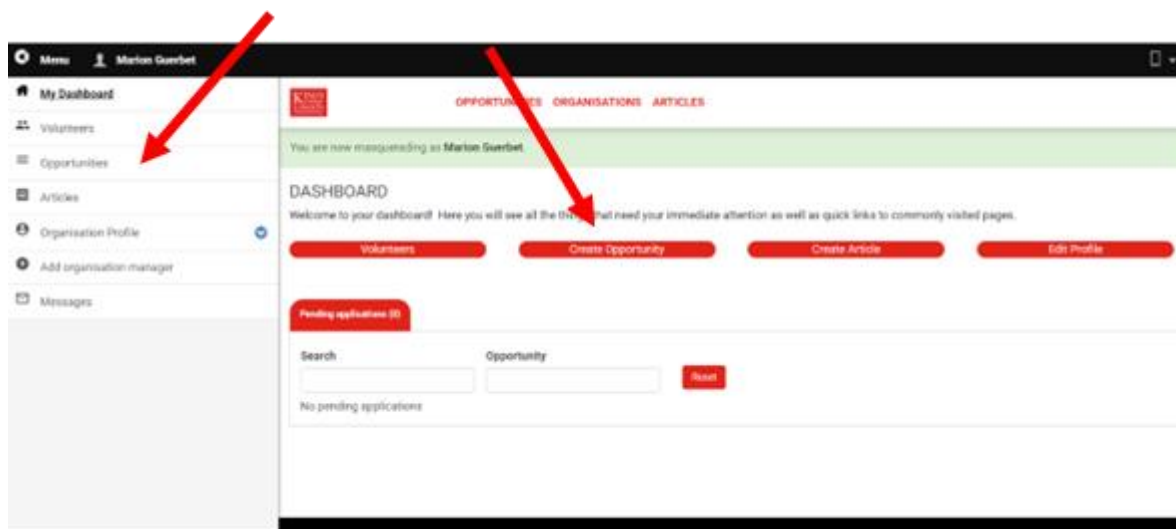 Menu Marion Guerbet
My Dashboard
Volunteers
Opportunities
Articles
Organisation Profile
Add organisation manager
Messages
OPPORTUNITIES ORGANISATIONS ARTICLES
You are now masquerading as Marion Guerbet.
DASHBOARD
Welcome to your dashboard! Here you will see all the that need your immediate attention as well as quick links to commonly visited pages.
Volunteers Create Opportunity Create Article Edit Profile
Pending applications (0)
Search Opportunity
Reset
No pending applications